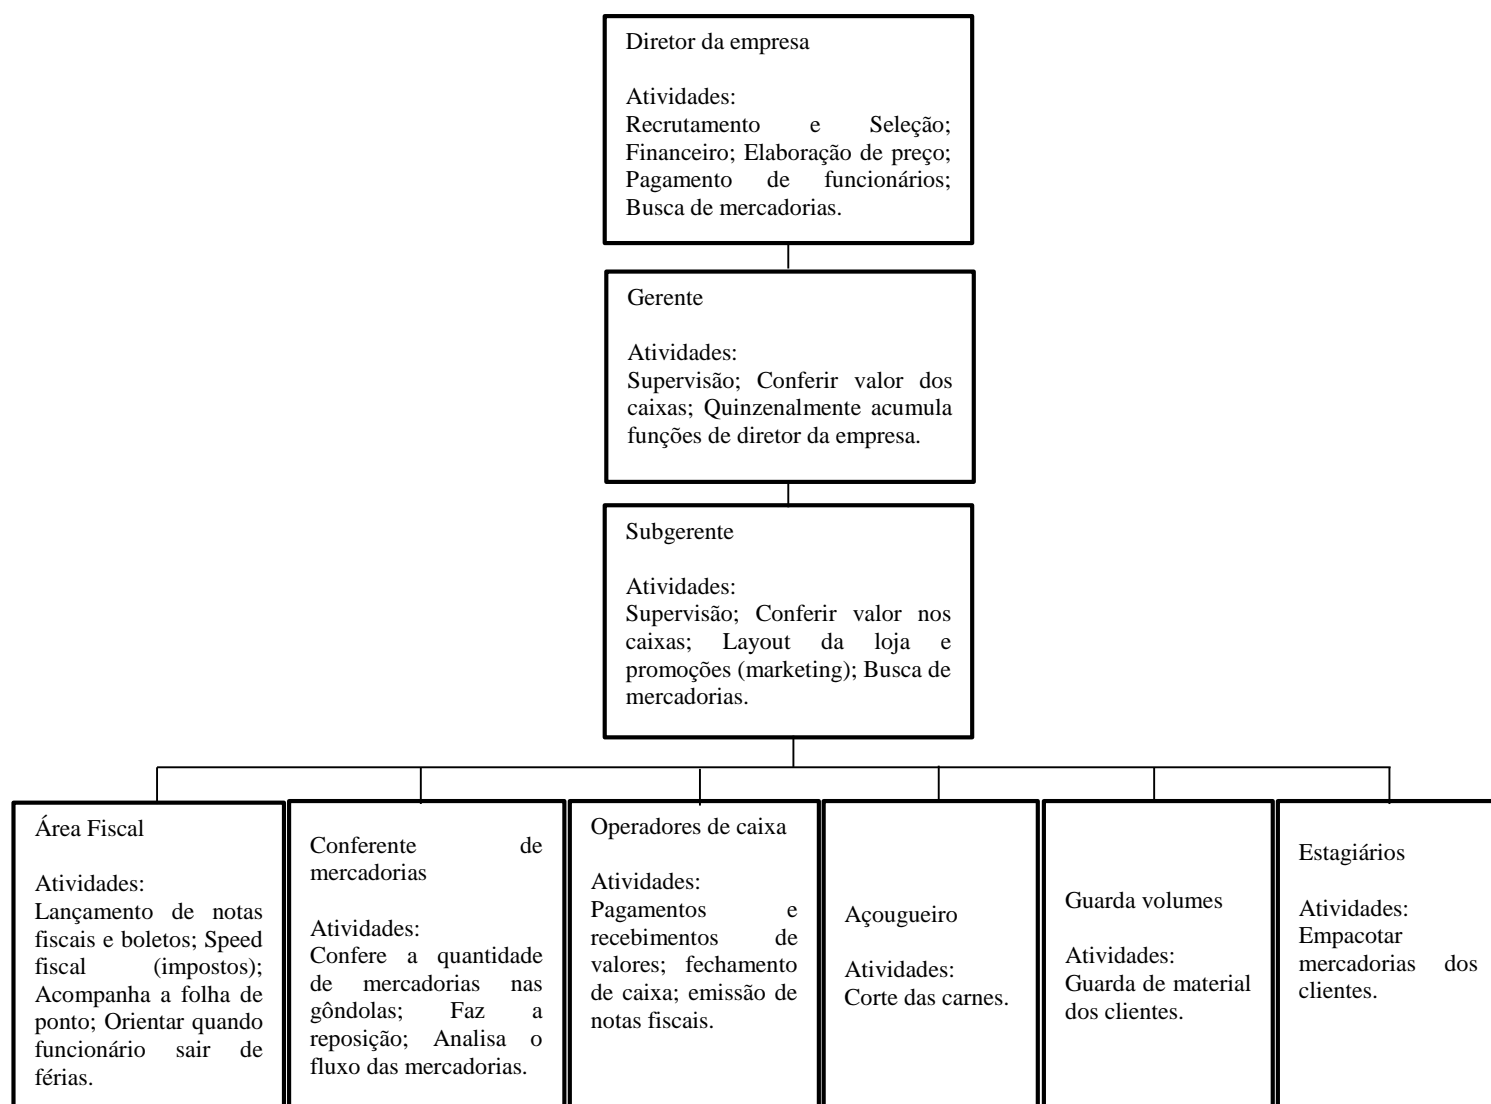 Diretor da empresa
Atividades:
Recrutamento e Seleção;
Financeiro; Elaboração de preço;
Pagamento de funcionários;
Busca de mercadorias.
Gerente
Atividades:
Supervisão; Conferir valor dos
caixas; Quinzenalmente acumula
funções de diretor da empresa.
Subgerente
Atividades:
Supervisão; Conferir valor nos
caixas; Layout da loja e
promoções (marketing); Busca de
mercadorias.
Área Fiscal
Atividades:
Lançamento de notas
fiscais e boletos; Speed
fiscal (impostos);
Acompanha a folha de
ponto; Orientar quando
funcionário sair de
férias.
Conferente de
mercadorias
Atividades:
Confere a quantidade
de mercadorias nas
gôndolas; Faz a
reposição; Analisa o
fluxo das mercadorias.
Operadores de caixa
Atividades:
Pagamentos e
recebimentos de
valores; fechamento
de caixa; emissão de
notas fiscais.
Açougueiro
Atividades:
Corte das carnes.
Guarda volumes
Atividades:
Guarda de material
dos clientes.
Estagiários
Atividades:
Empacotar
mercadorias dos
clientes.